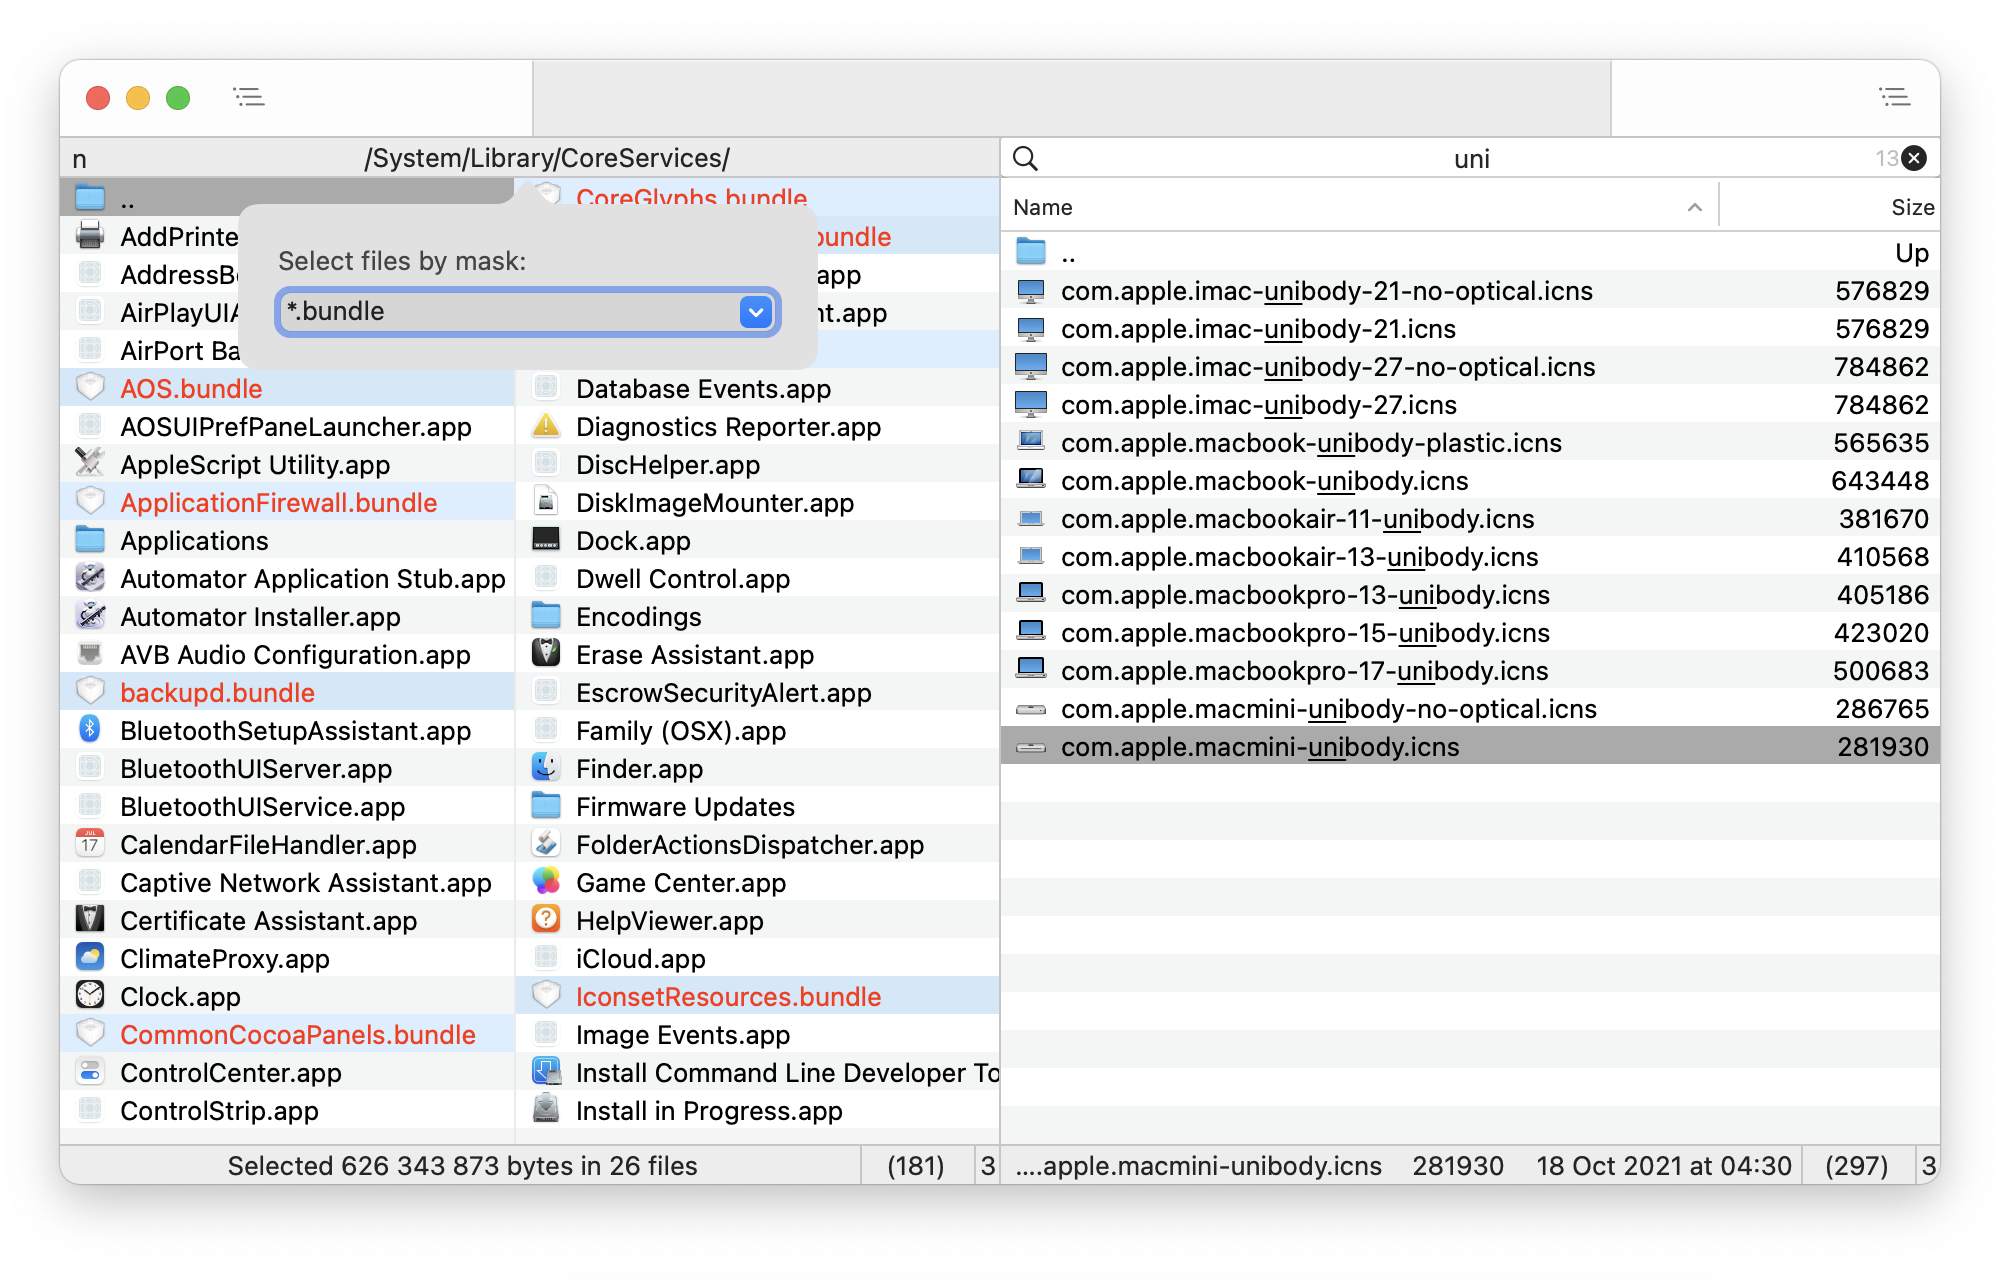 n
/System/Library/CoreServices/
..
AddPrinte
AddressB
AirPlayUIA
AirPort Ba
AOS.bundle
AOSUIPrefPaneLauncher.app
AppleScript Utility.app
ApplicationFirewall.bundle
Applications
Automator Application Stub.app
Automator Installer.app
AVB Audio Configuration.app
backupd.bundle
BluetoothSetupAssistant.app
BluetoothUIServer.app
BluetoothUIService.app
JUL
17
CalendarFileHandler.app
Captive Network Assistant.app
Certificate Assistant.app
ClimateProxy.app
Clock.app
CommonCocoaPanels.bundle
ControlCenter.app
ControlStrip.app
Select files by mask:
*.bundle
CoreGlyphs.bundle
bundle
app
nt.app
Database Events.app
Diagnostics Reporter.app
DiscHelper.app
DiskImageMounter.app
Dock.app
Dwell Control.app
Encodings
Erase Assistant.app
EscrowSecurityAlert.app
Family (OSX).app
Finder.app
Firmware Updates
FolderActionsDispatcher.app
Game Center.app
HelpViewer.app
iCloud.app
IconsetResources.bundle
Image Events.app
Install Command Line Developer To
Install in Progress.app
Selected 626 343 873 bytes in 26 files (181) 3
uni 13
Name Size
.. Up
com.apple.imac-unibody-21-no-optical.icns 576829
com.apple.imac-unibody-21.icns 576829
com.apple.imac-unibody-27-no-optical.icns 784862
com.apple.imac-unibody-27.icns 784862
com.apple.macbook-unibody-plastic.icns 565635
com.apple.macbook-unibody.icns 643448
com.apple.macbookair-11-unibody.icns 381670
com.apple.macbookair-13-unibody.icns 410568
com.apple.macbookpro-13-unibody.icns 405186
com.apple.macbookpro-15-unibody.icns 423020
com.apple.macbookpro-17-unibody.icns 500683
com.apple.macmini-unibody-no-optical.icns 286765
com.apple.macmini-unibody.icns 281930
....apple.macmini-unibody.icns 281930 18 Oct 2021 at 04:30 (297) 3